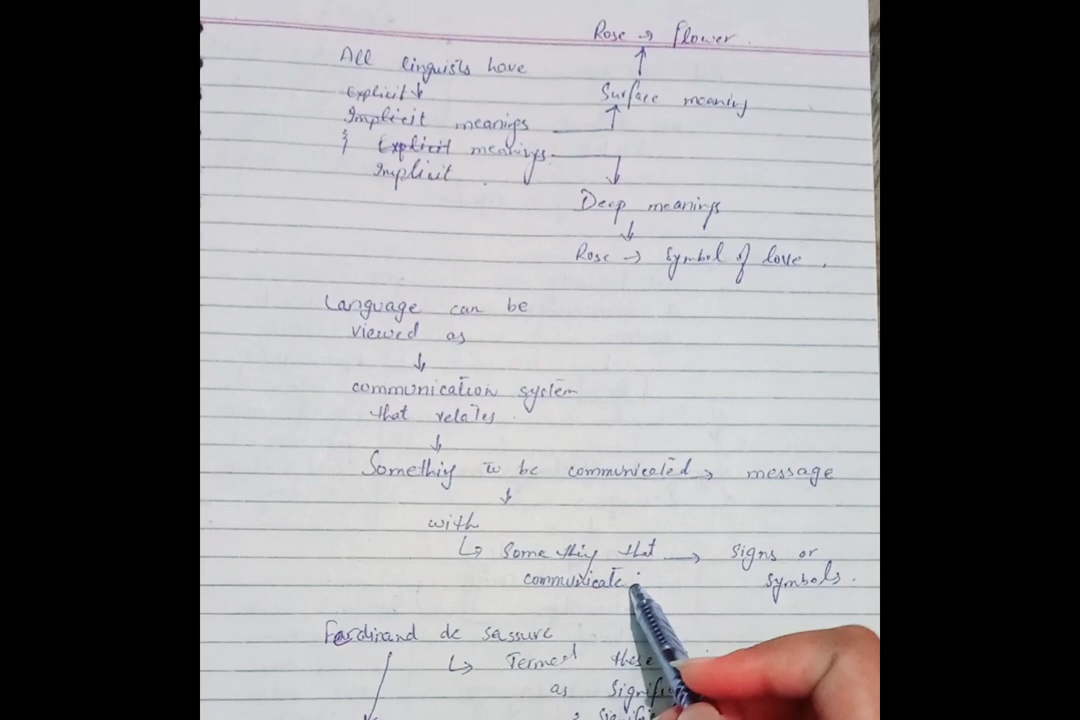 Rose → Flower.
All linguists have
Explicit ↓
Surface meaning
Implicit meanings
& Explicit meanings
Implicit
Deep meanings
↓
Rose → Symbol of love.
Language can be
viewed as
↓
communication system
that relates
↓
Something to be communicated → message
↓
with
↳ Something that → signs or
communicate symbols.
Ferdinand de Sassure
↳ Termed these
as